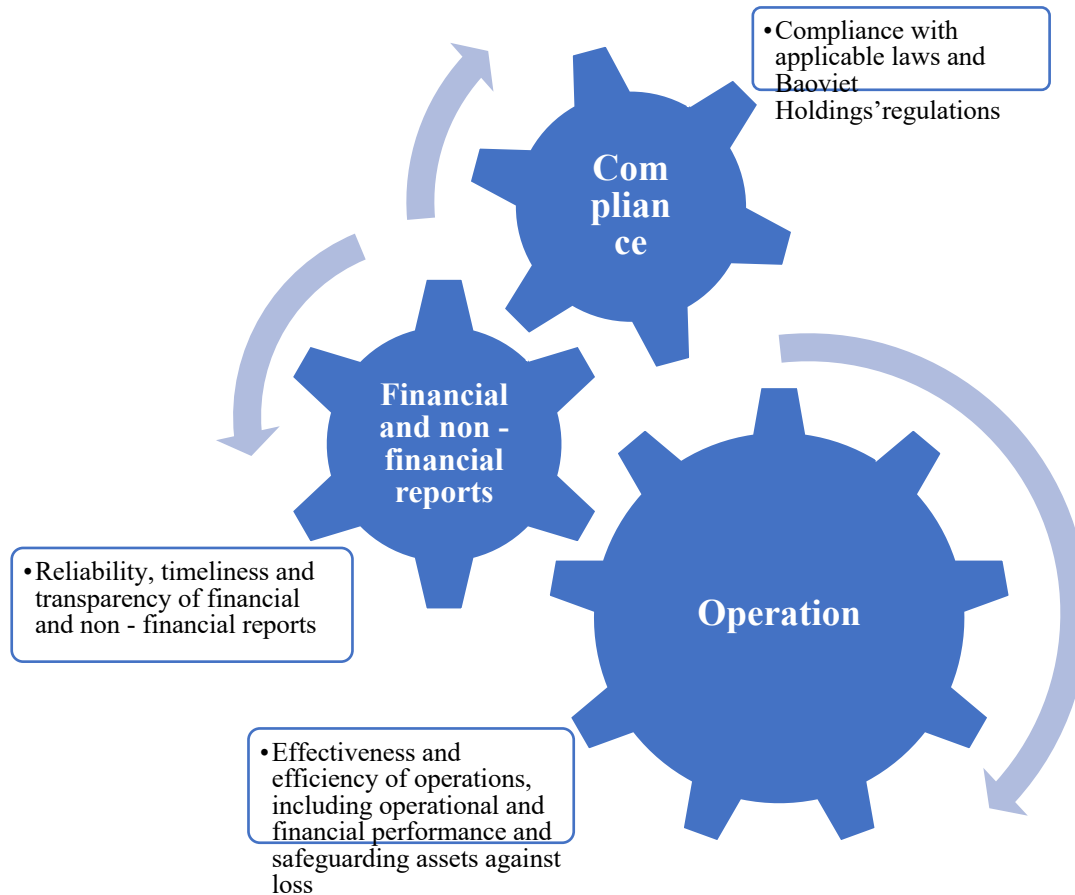 •Compliance with
applicable laws and
Baoviet
Holdings’regulations
Com
plian
ce
Financial
and non -
financial
reports
•Reliability, timeliness and
transparency of financial
and non - financial reports
Operation
•Effectiveness and
efficiency of operations,
including operational and
financial performance and
safeguarding assets against
loss